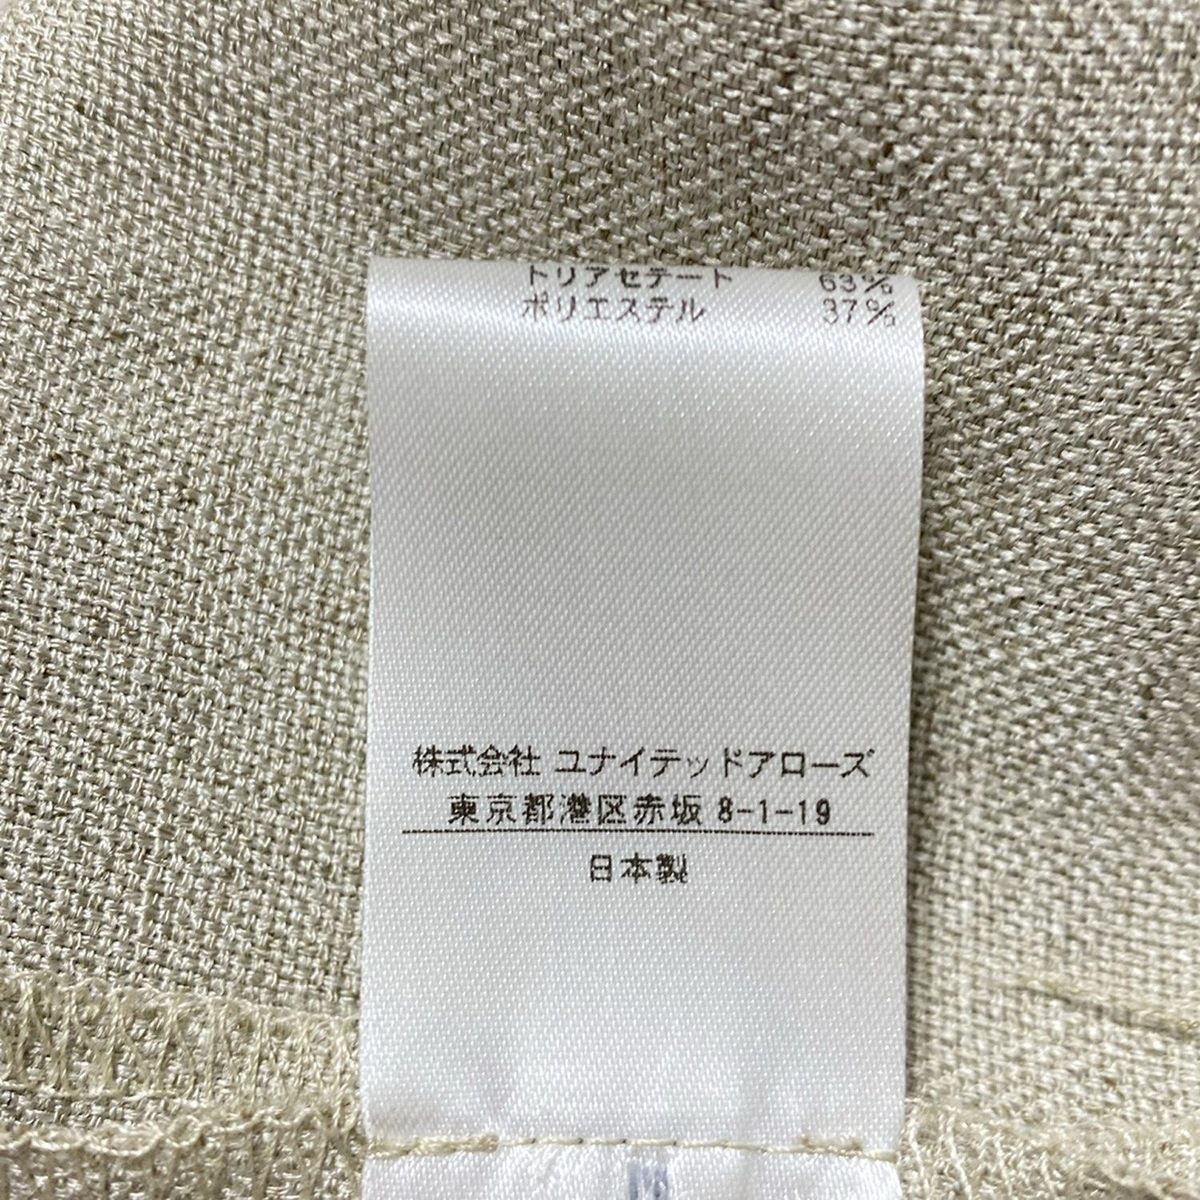 トリアセテート 63%
ポリエステル 37%
株式会社 ユナイテッドアローズ
東京都港区赤坂 8-1-19
日本製